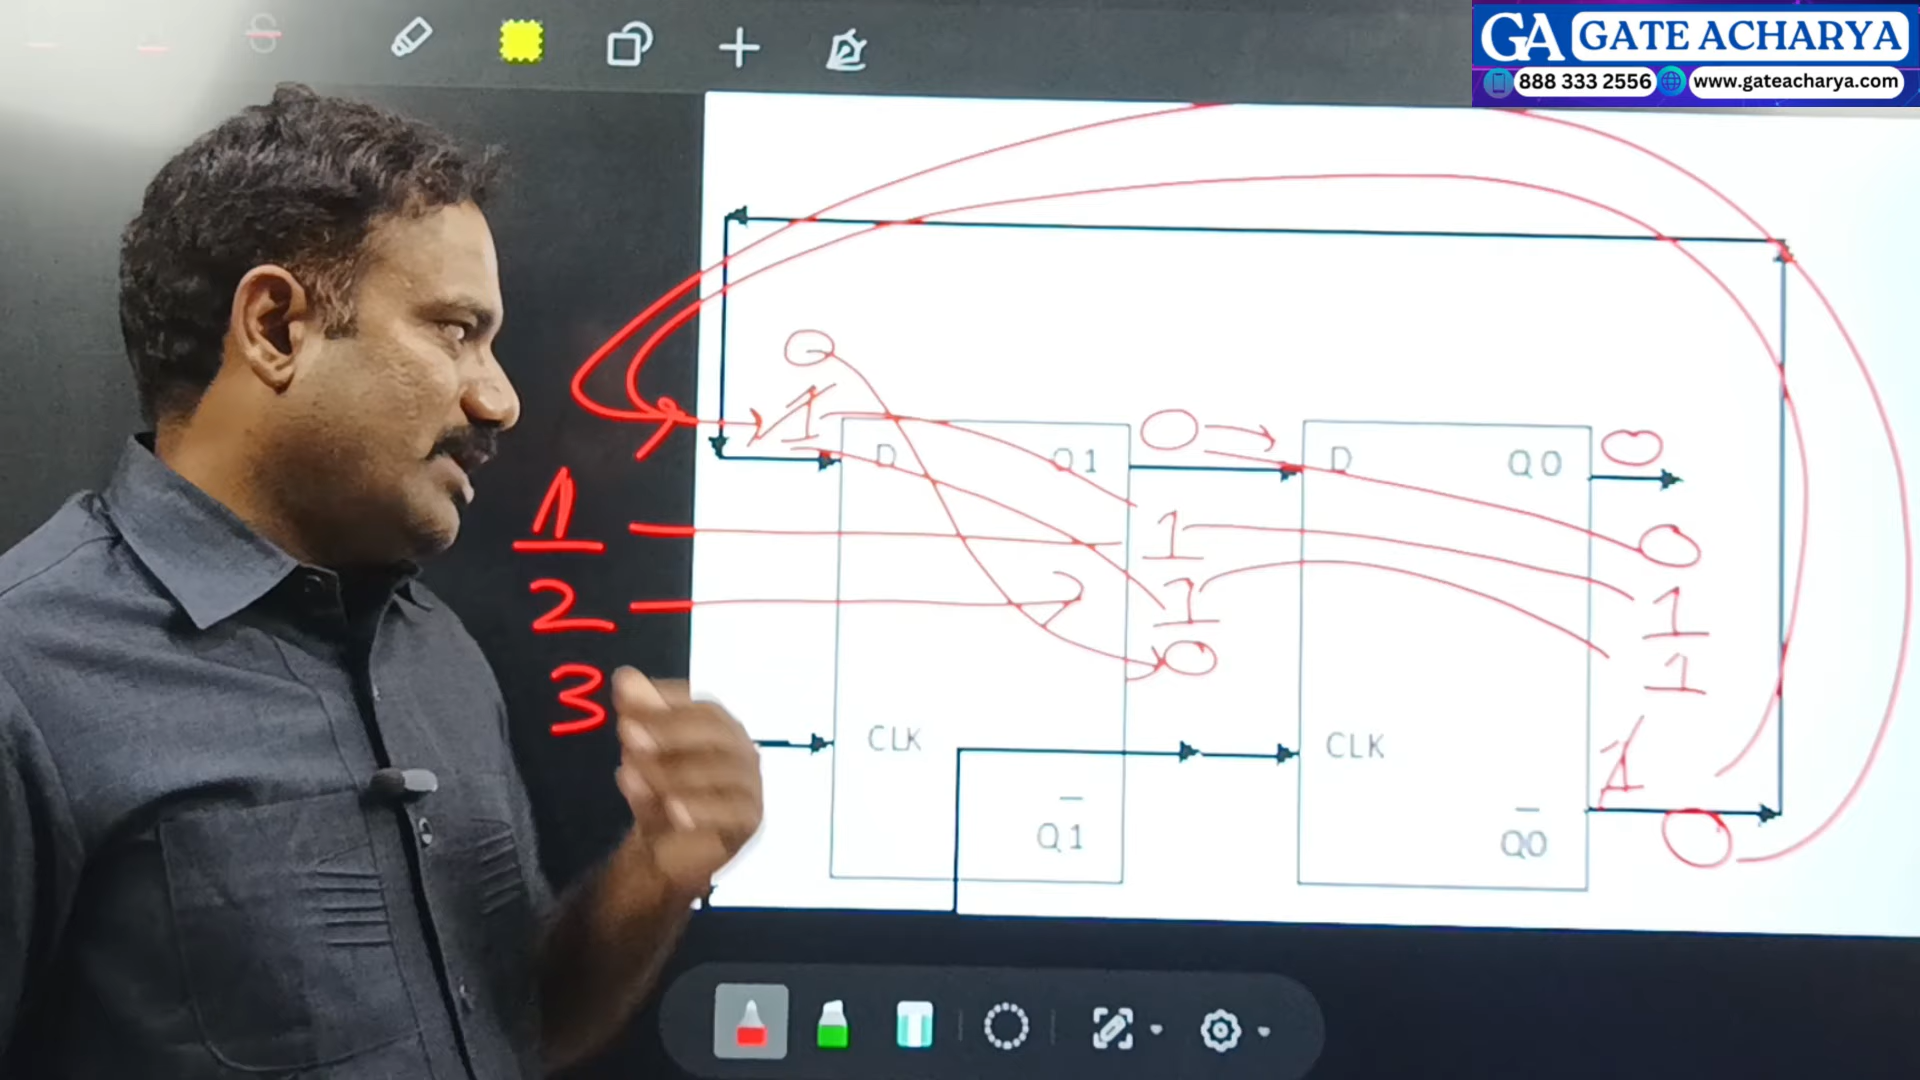 GA GATE ACHARYA
888 333 2556 www.gateacharya.com
0
1
D Q1 0 D Q0 0
1
1 0
2 1 1
0 1
3
CLK CLK 1
Q1 Q0 0